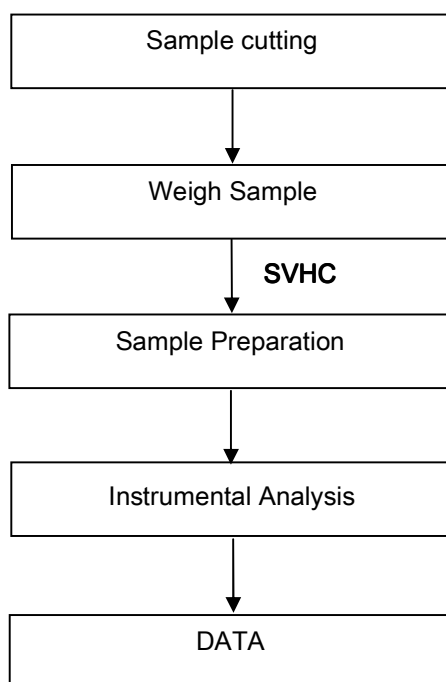 Sample cutting
Weigh Sample
SVHC
Sample Preparation
Instrumental Analysis
DATA